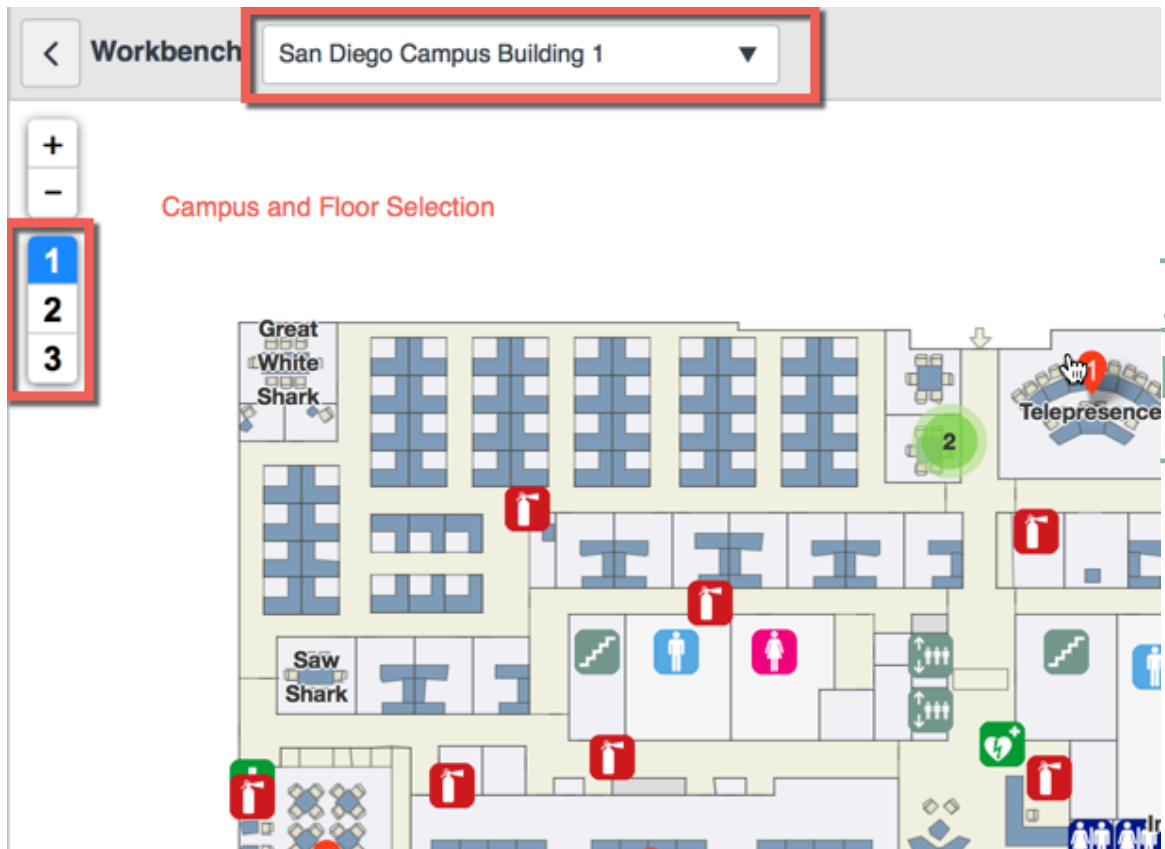 Workbench
San Diego Campus Building 1
+
−
Campus and Floor Selection
1
2
3
Great
White
Shark
1
Telepresence
2
Saw
Shark